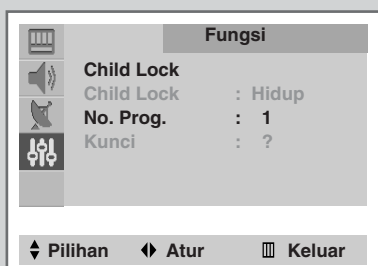 Fungsi
Child Lock
Child Lock : Hidup
No. Prog. : 1
Kunci : ?
Pilihan Atur Keluar